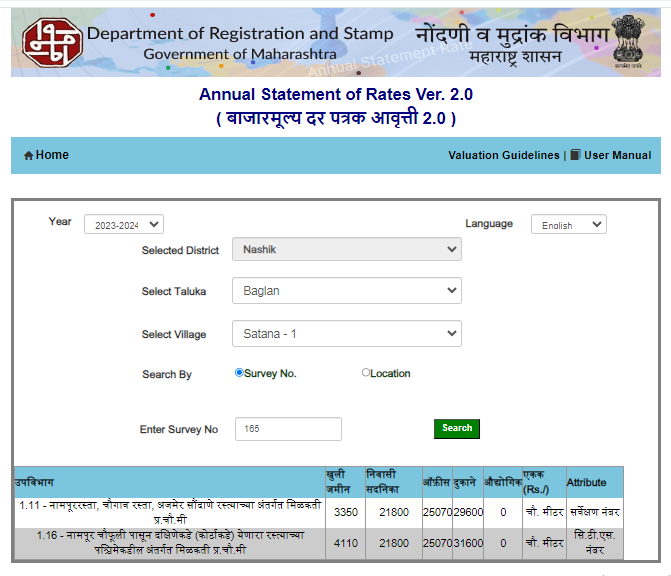 Department of Registration and Stamp
Government of Maharashtra
नोंदणी व मुद्रांक विभाग
महाराष्ट्र शासन
Annual Statement Rate
Annual Statement of Rates Ver. 2.0
( बाजारमूल्य दर पत्रक आवृत्ती 2.0 )
Home
Valuation Guidelines | User Manual
Year 2023-2024 Language English
Selected District Nashik
Select Taluka Baglan
Select Village Satana - 1
Search By Survey No. Location
Enter Survey No 165 Search
उपविभाग खुली जमीन निवासी सदनिका ऑफ़ीस दुकाने औद्योगिक एकक (Rs./) Attribute
1.11 - नामपूररस्ता, चौगाव रस्ता, अजमेर सौंदाणे रस्त्याच्या अंतर्गत मिळकती प्र.चौ.मी 3350 21800 25070 29600 0 चौ. मीटर सर्वेक्षण नंबर
1.16 - नामपूर चौफूली पासून दक्षिणेकडे (कोर्टाकडे) येणारा रस्त्याच्या पश्चिमेकडील अंतर्गत मिळकती प्र.चौ.मी 4110 21800 25070 31600 0 चौ. मीटर सि.टी.एस. नंबर